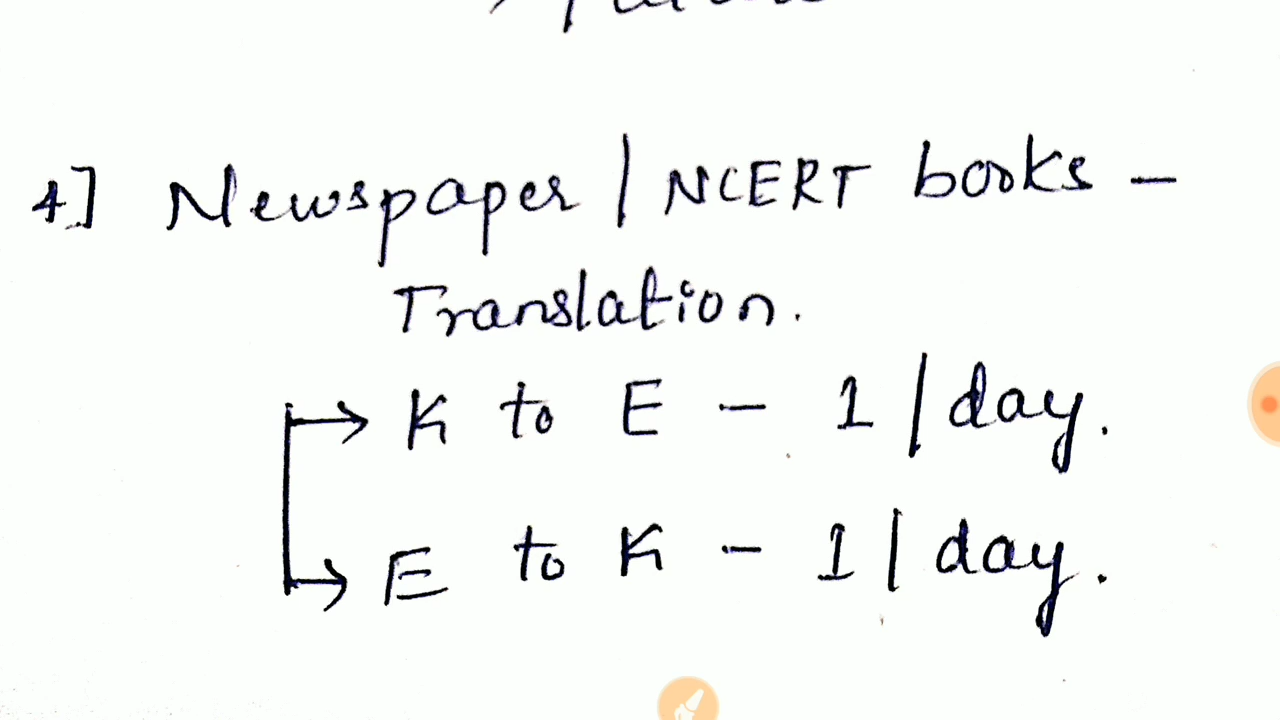 4] Newspaper | NCERT books -
Translation.
K to E - 1 | day.
E to K - 1 | day.